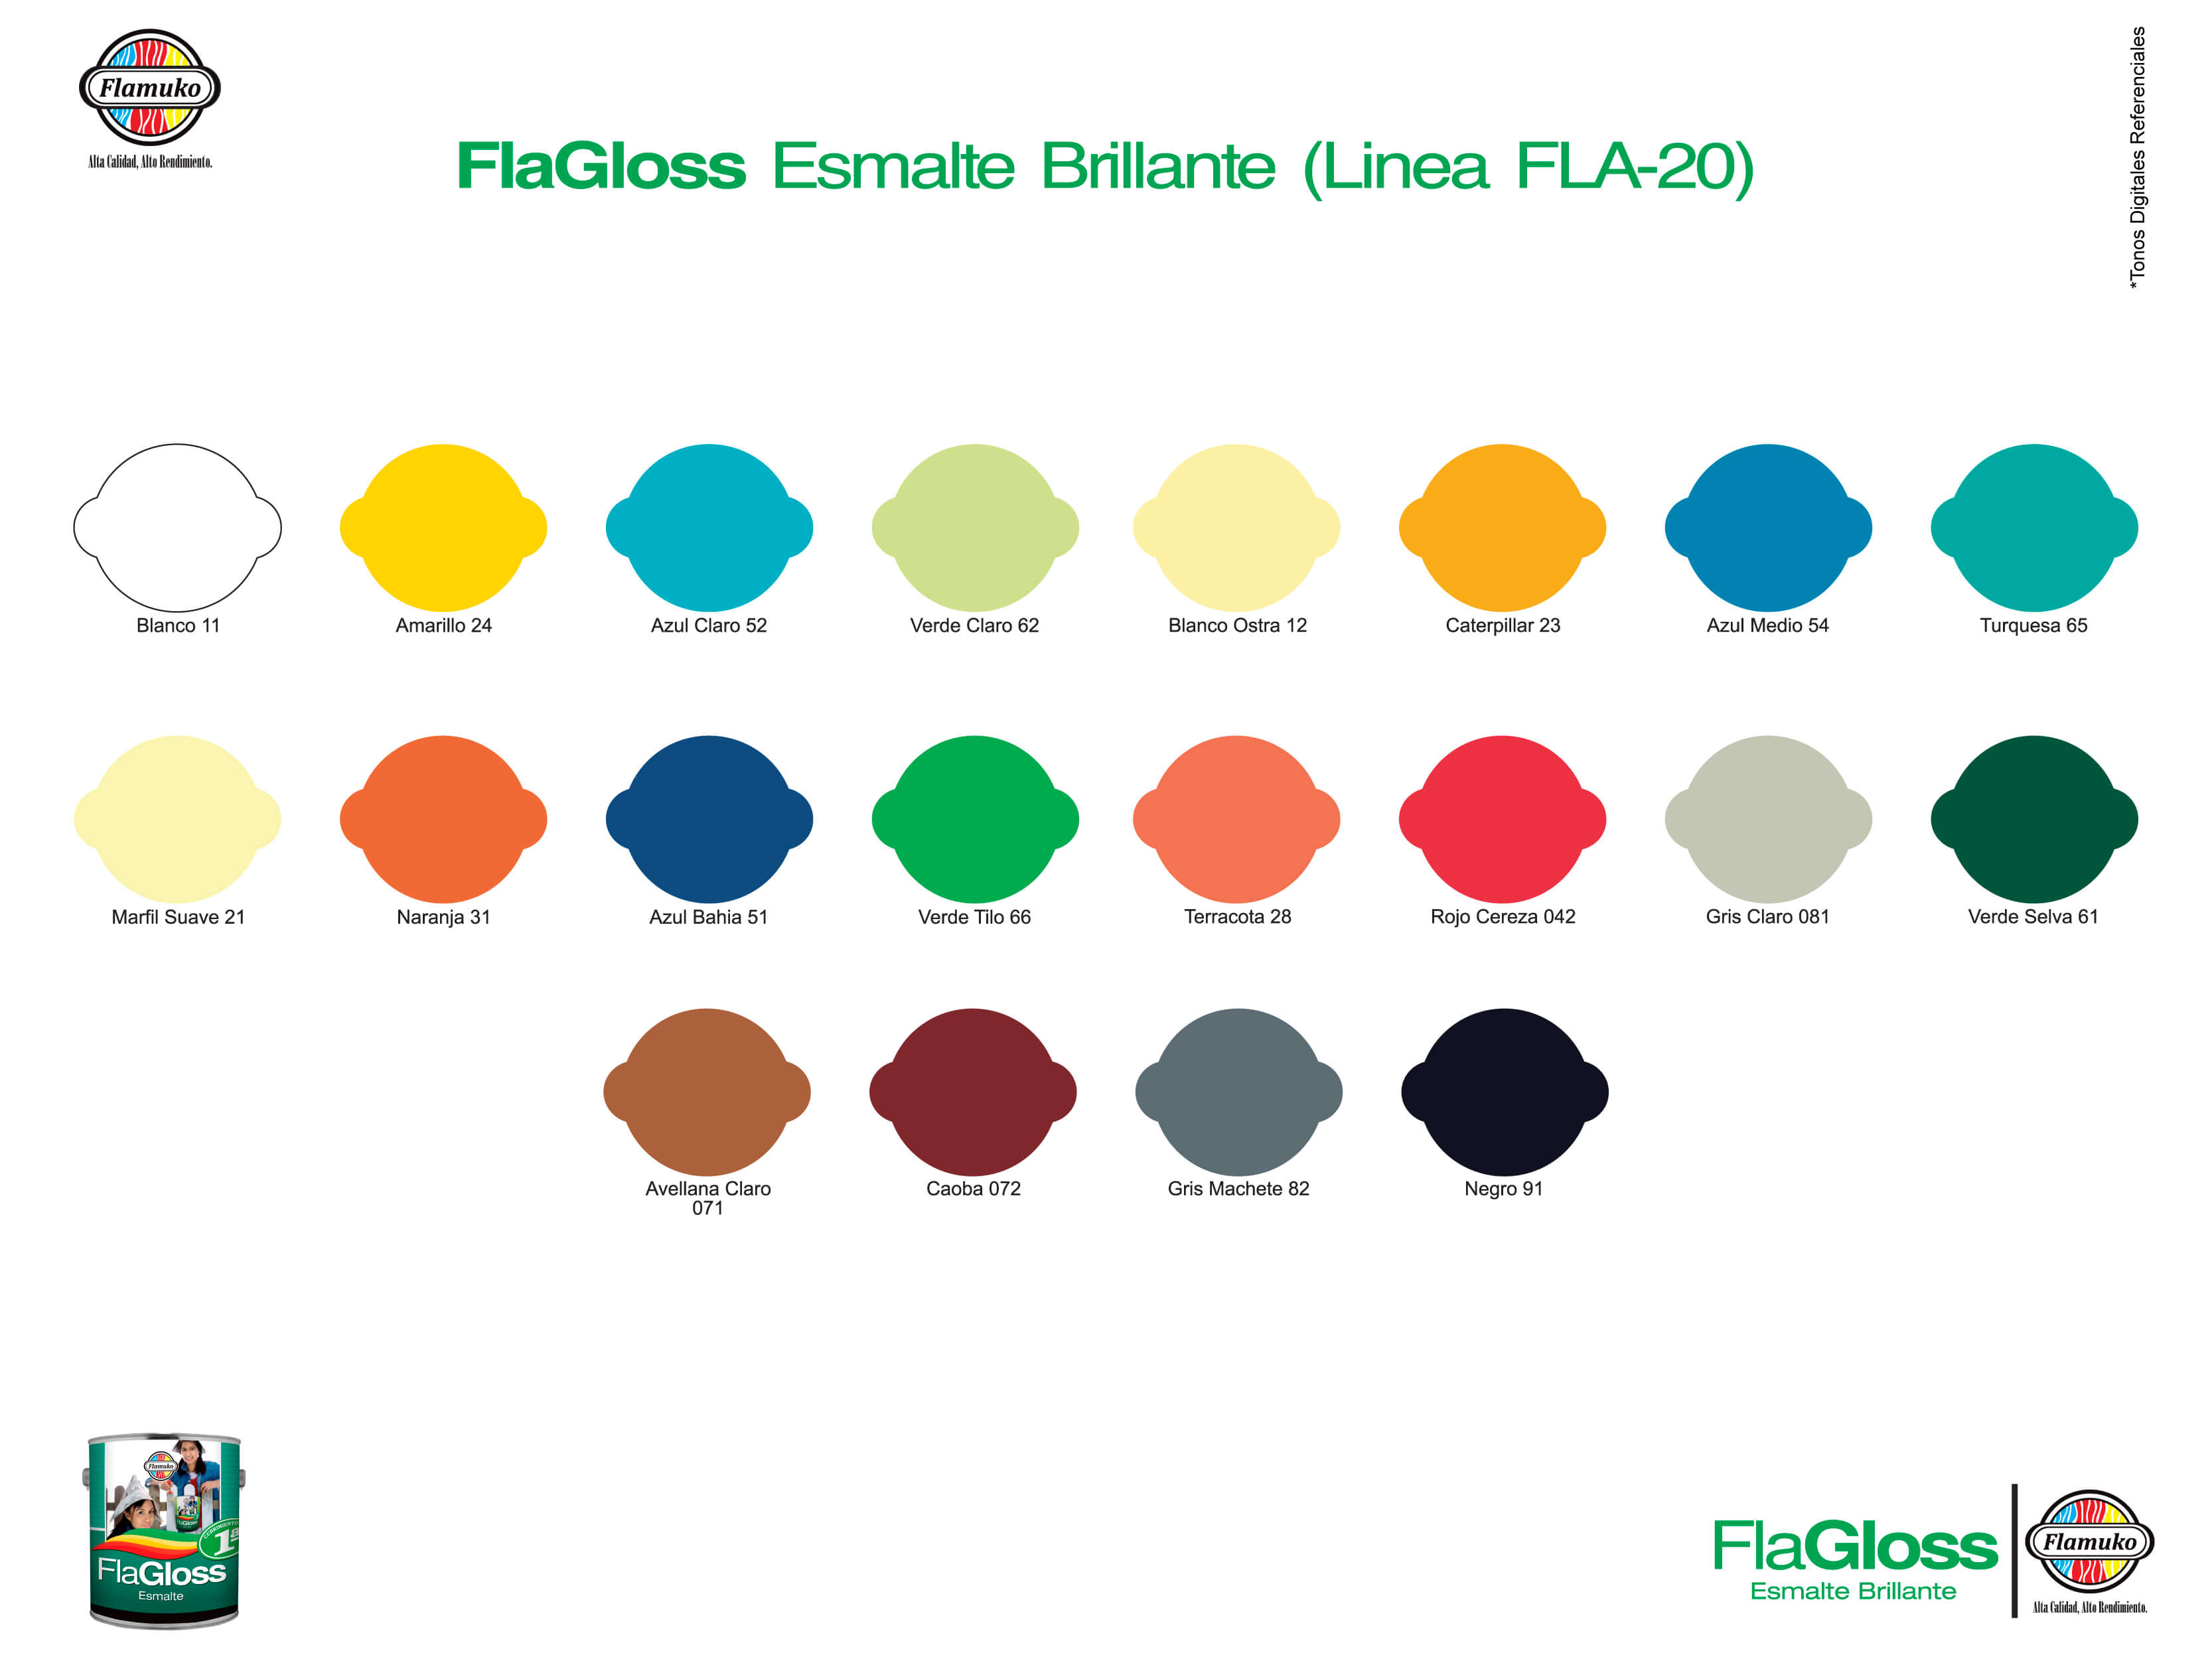 Flamuko
Alta Calidad, Alto Rendimiento.
*Tonos Digitales Referenciales
FlaGloss Esmalte Brillante (Linea FLA-20)
Blanco 11
Amarillo 24
Azul Claro 52
Verde Claro 62
Blanco Ostra 12
Caterpillar 23
Azul Medio 54
Turquesa 65
Marfil Suave 21
Naranja 31
Azul Bahia 51
Verde Tilo 66
Terracota 28
Rojo Cereza 042
Gris Claro 081
Verde Selva 61
Avellana Claro
071
Caoba 072
Gris Machete 82
Negro 91
Flamuko
FlaGloss
1a
FlaGloss
Esmalte
FlaGloss
Esmalte Brillante
Flamuko
Alta Calidad, Alto Rendimiento.